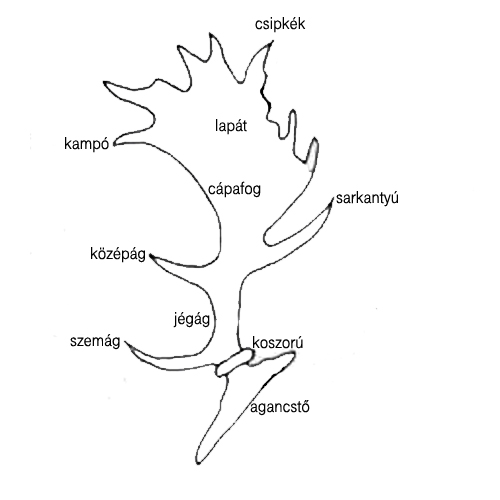 csipkék
lapát
kampó
cápafog
sarkantyú
középág
jégág
szemág
koszorú
agancstő